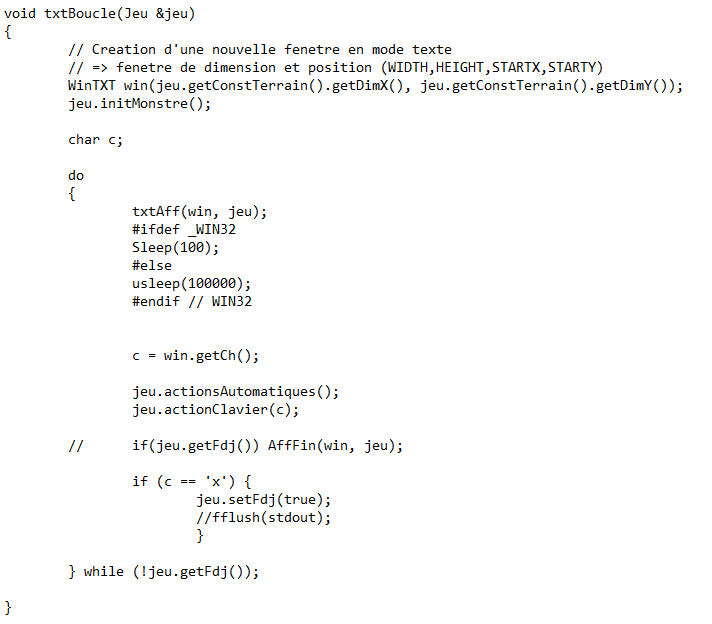 void txtBoucle(Jeu &jeu)
{
// Creation d'une nouvelle fenetre en mode texte
// => fenetre de dimension et position (WIDTH,HEIGHT,STARTX,STARTY)
WinTXT win(jeu.getConstTerrain().getDimX(), jeu.getConstTerrain().getDimY());
jeu.initMonstre();
char c;
do
{
txtAff(win, jeu);
#ifdef _WIN32
Sleep(100);
#else
usleep(100000);
#endif // WIN32
c = win.getCh();
jeu.actionsAutomatiques();
jeu.actionClavier(c);
// if(jeu.getFdj()) AffFin(win, jeu);
if (c == 'x') {
jeu.setFdj(true);
//fflush(stdout);
}
} while (!jeu.getFdj());
}